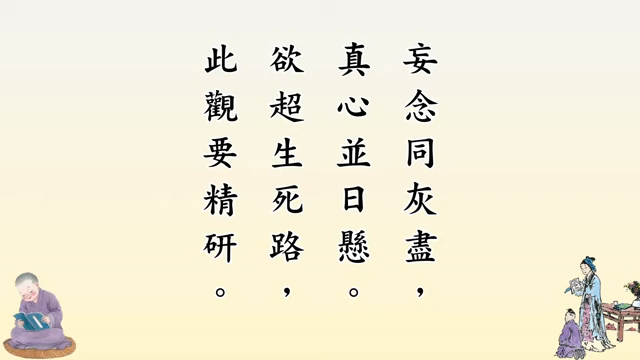 妄念同灰盡，
真心並日懸。
欲超生死路，
此觀要精研。